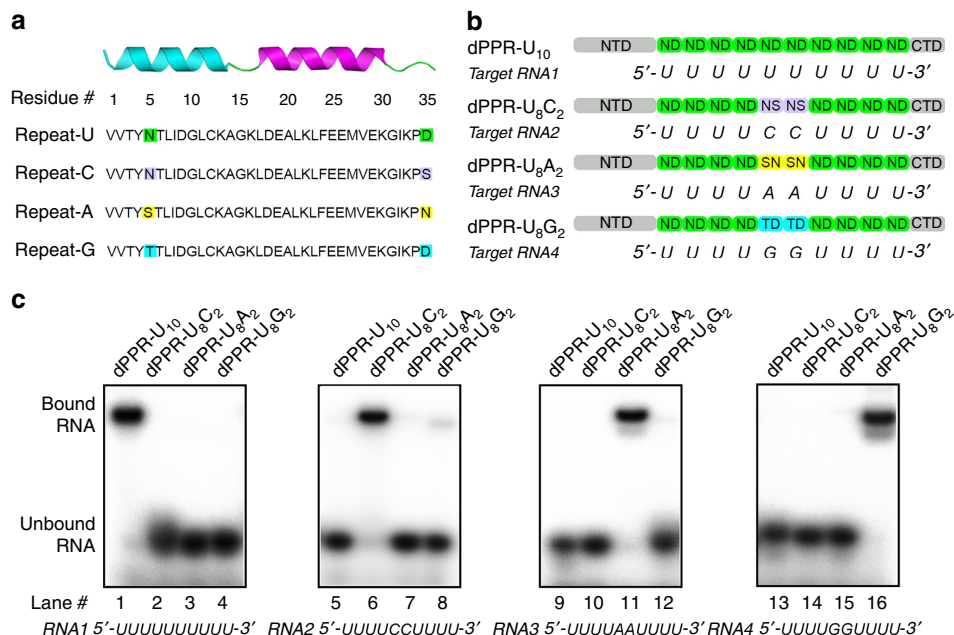 a
Residue # 1 5 10 15 20 25 30 35
Repeat-U VVTYNTLIDGLCKAGKLDEALKLFEEMVEKGIKPD
Repeat-C VVTYNTLIDGLCKAGKLDEALKLFEEMVEKGIKPS
Repeat-A VVTYSTLIDGLCKAGKLDEALKLFEEMVEKGIKPN
Repeat-G VVTYTTLIDGLCKAGKLDEALKLFEEMVEKGIKPD
b
dPPR-U10 NTD ND ND ND ND ND ND ND ND ND ND CTD
Target RNA1 5′-U U U U U U U U U U-3′
dPPR-U8C2 NTD ND ND ND ND NS NS ND ND ND ND CTD
Target RNA2 5′-U U U U C C U U U U-3′
dPPR-U8A2 NTD ND ND ND ND SN SN ND ND ND ND CTD
Target RNA3 5′-U U U U A A U U U U-3′
dPPR-U8G2 NTD ND ND ND ND TD TD ND ND ND ND CTD
Target RNA4 5′-U U U U G G U U U U-3′
c
dPPR-U10 dPPR-U8C2 dPPR-U8A2 dPPR-U8G2 dPPR-U10 dPPR-U8C2 dPPR-U8A2 dPPR-U8G2 dPPR-U10 dPPR-U8C2 dPPR-U8A2 dPPR-U8G2 dPPR-U10 dPPR-U8C2 dPPR-U8A2 dPPR-U8G2
Bound
RNA
Unbound
RNA
Lane # 1 2 3 4 5 6 7 8 9 10 11 12 13 14 15 16
RNA1 5′-UUUUUUUUUU-3′ RNA2 5′-UUUUCCUUUU-3′ RNA3 5′-UUUUAAUUUU-3′ RNA4 5′-UUUUGGUUUU-3′